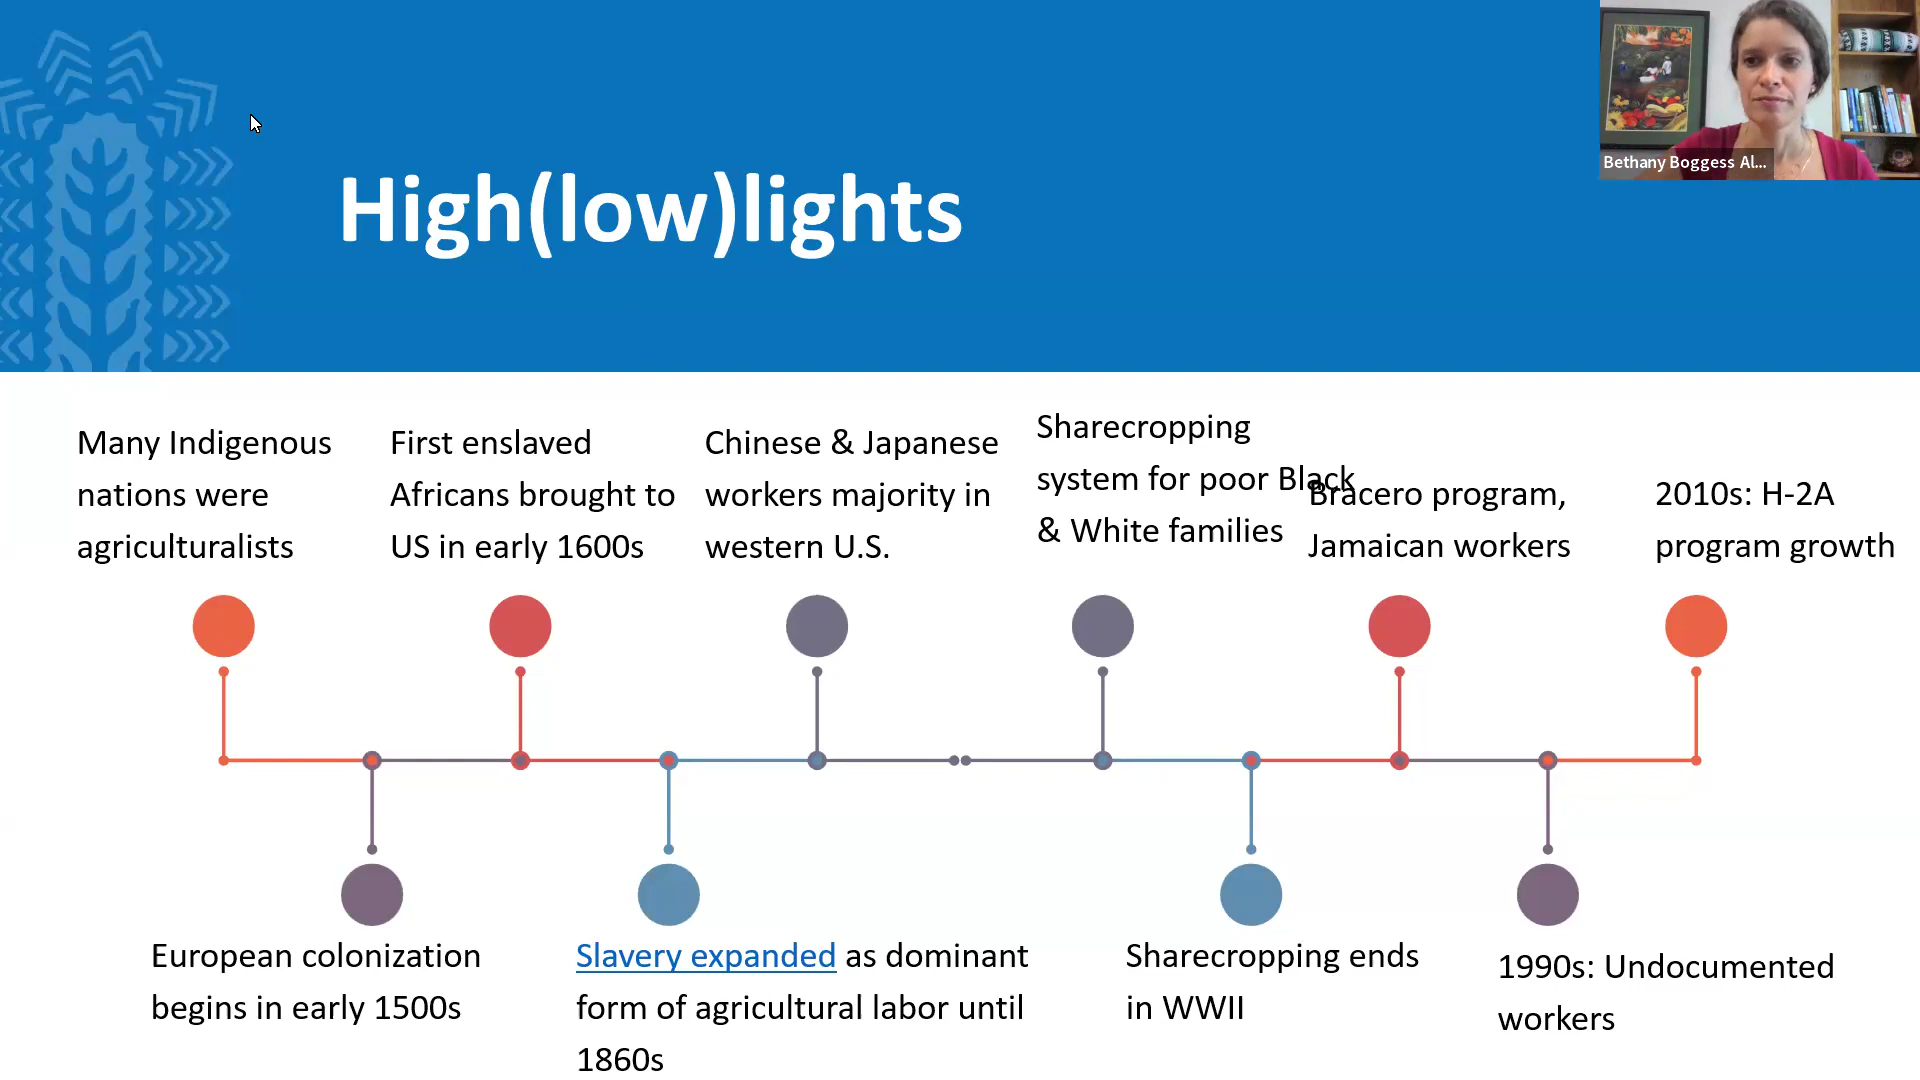 Bethany Boggess Al...
High(low)lights
Many Indigenous
nations were
agriculturalists
First enslaved
Africans brought to
US in early 1600s
Chinese & Japanese
workers majority in
western U.S.
Sharecropping
system for poor Black
& White families
Bracero program,
Jamaican workers
2010s: H-2A
program growth
European colonization
begins in early 1500s
Slavery expanded as dominant
form of agricultural labor until
1860s
Sharecropping ends
in WWII
1990s: Undocumented
workers